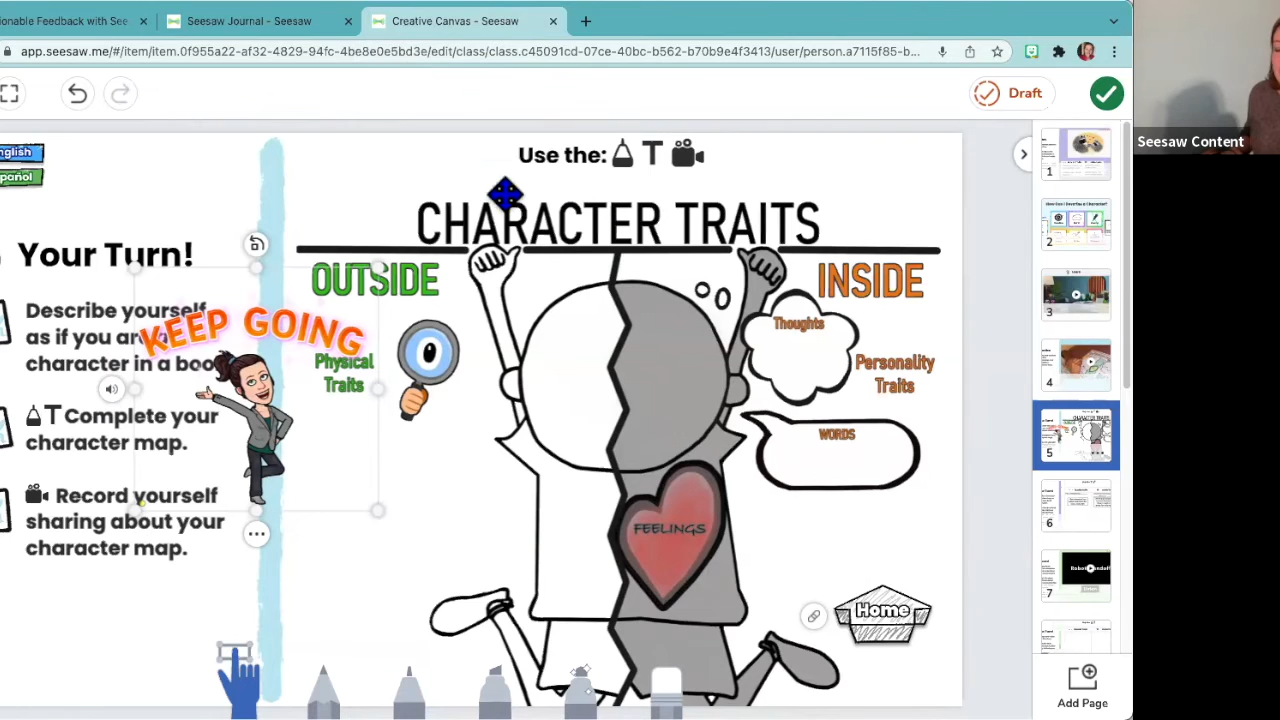 ionable Feedback with See
Seesaw Journal - Seesaw
Creative Canvas - Seesaw
app.seesaw.me/#/item/item.0f955a22-af32-4829-94fc-4be8e0e5bd3e/edit/class/class.c45091cd-07ce-40bc-b562-b70b9e4f3413/user/person.a7115f85-b...
Draft
Seesaw Content
nglish
pañol
Use the: T
CHARACTER TRAITS
Your Turn!
Describe yourself
as if you are
character in a boo
KEEP GOING
T Complete your
character map.
Record yourself
sharing about your
character map.
OUTSIDE
INSIDE
Physical
Traits
Thoughts
Personality
Traits
WORDS
FEELINGS
Home
1
2
3
4
5
6
7
Add Page